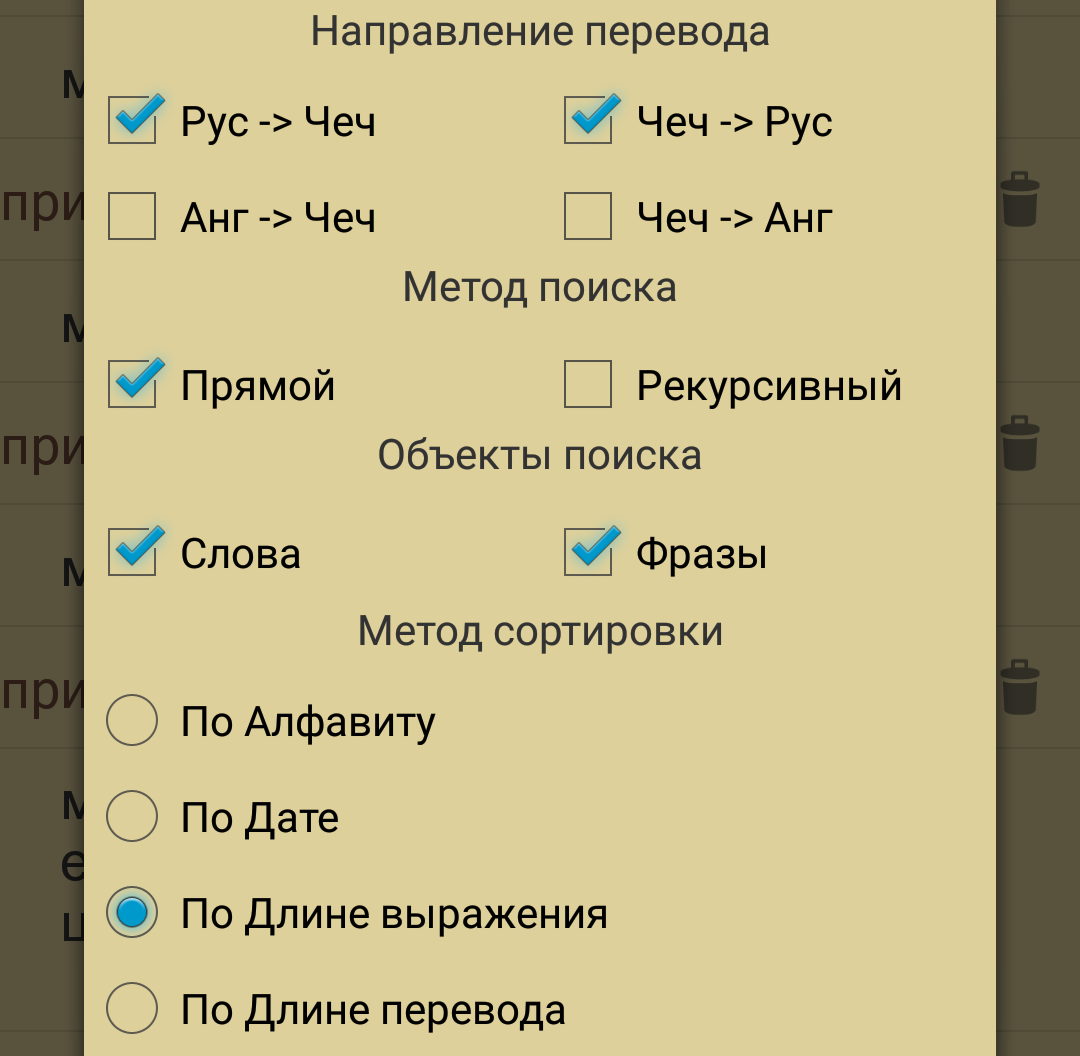 Направление перевода
Рус -> Чеч
Чеч -> Рус
Анг -> Чеч
Чеч -> Анг
Метод поиска
Прямой
Рекурсивный
Объекты поиска
Слова
Фразы
Метод сортировки
По Алфавиту
По Дате
По Длине выражения
По Длине перевода